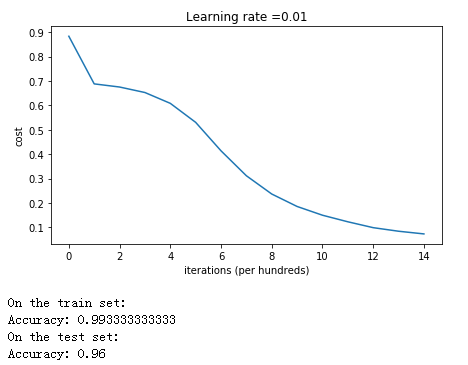 Learning rate =0.01
0.9
0.8
0.7
0.6
0.5
0.4
0.3
0.2
0.1
cost
0 2 4 6 8 10 12 14
iterations (per hundreds)
On the train set:
Accuracy: 0.993333333333
On the test set:
Accuracy: 0.96